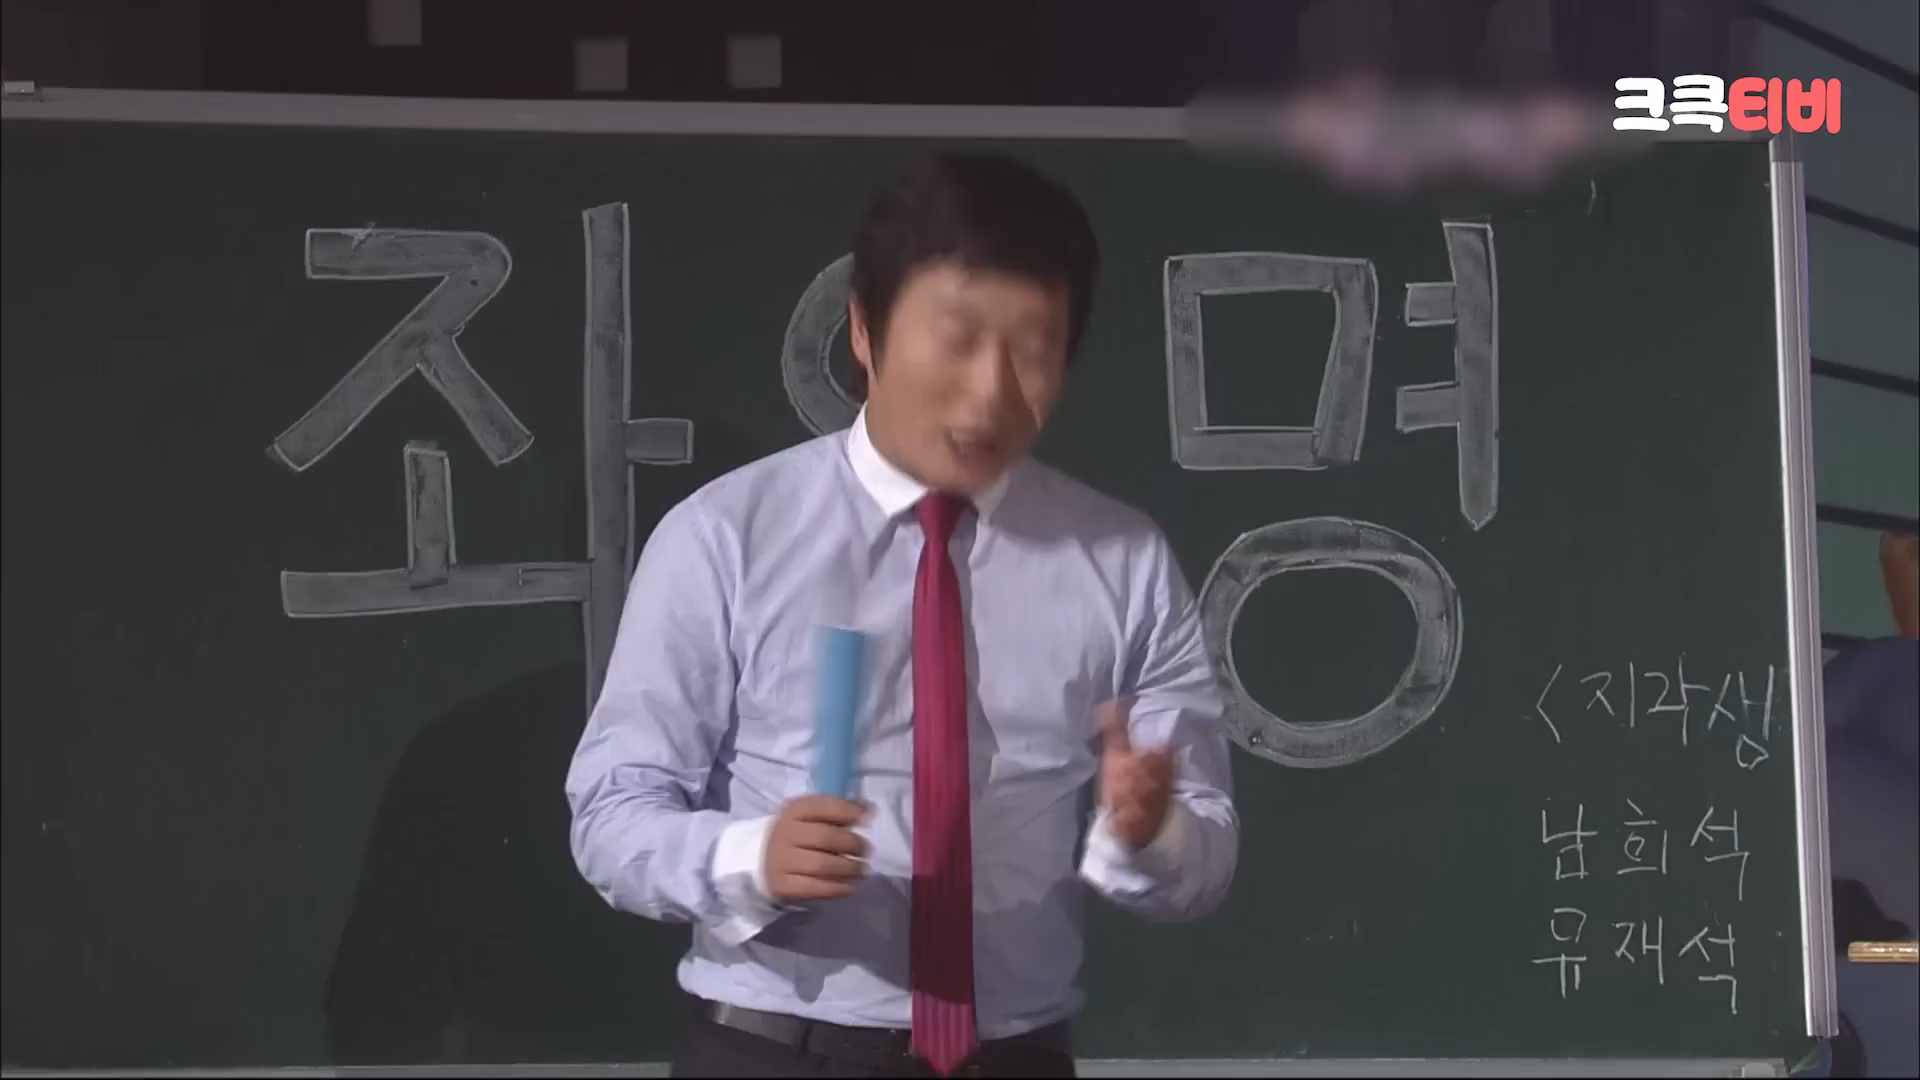 크큭티비
좌 명
<지각생
남희석
유재석